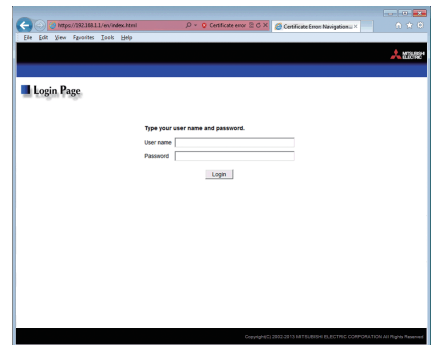 https://192.168.1.1/en/index.html
Certificate error
Certificate Error: Navigation...
File Edit View Favorites Tools Help
MITSUBISHI
ELECTRIC
Login Page
Type your user name and password.
User name
Password
Login
Copyright(C) 2002-2015 MITSUBISHI ELECTRIC CORPORATION All Rights Reserved